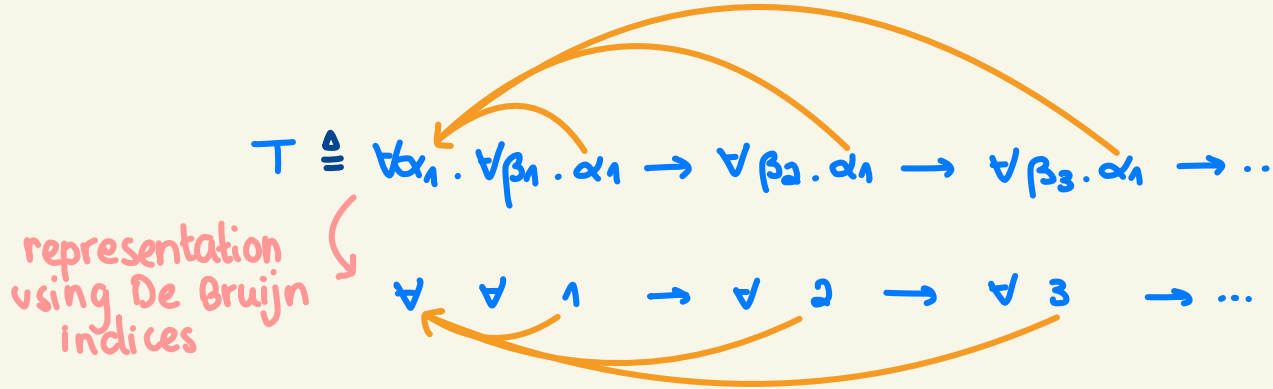 T ≜ ∀α₁ . ∀β₁ . α₁ → ∀β₂ . α₁ → ∀β₃ . α₁ → ..
representation
using De Bruijn
indices
∀ ∀ 1 → ∀ 2 → ∀ 3 → ...